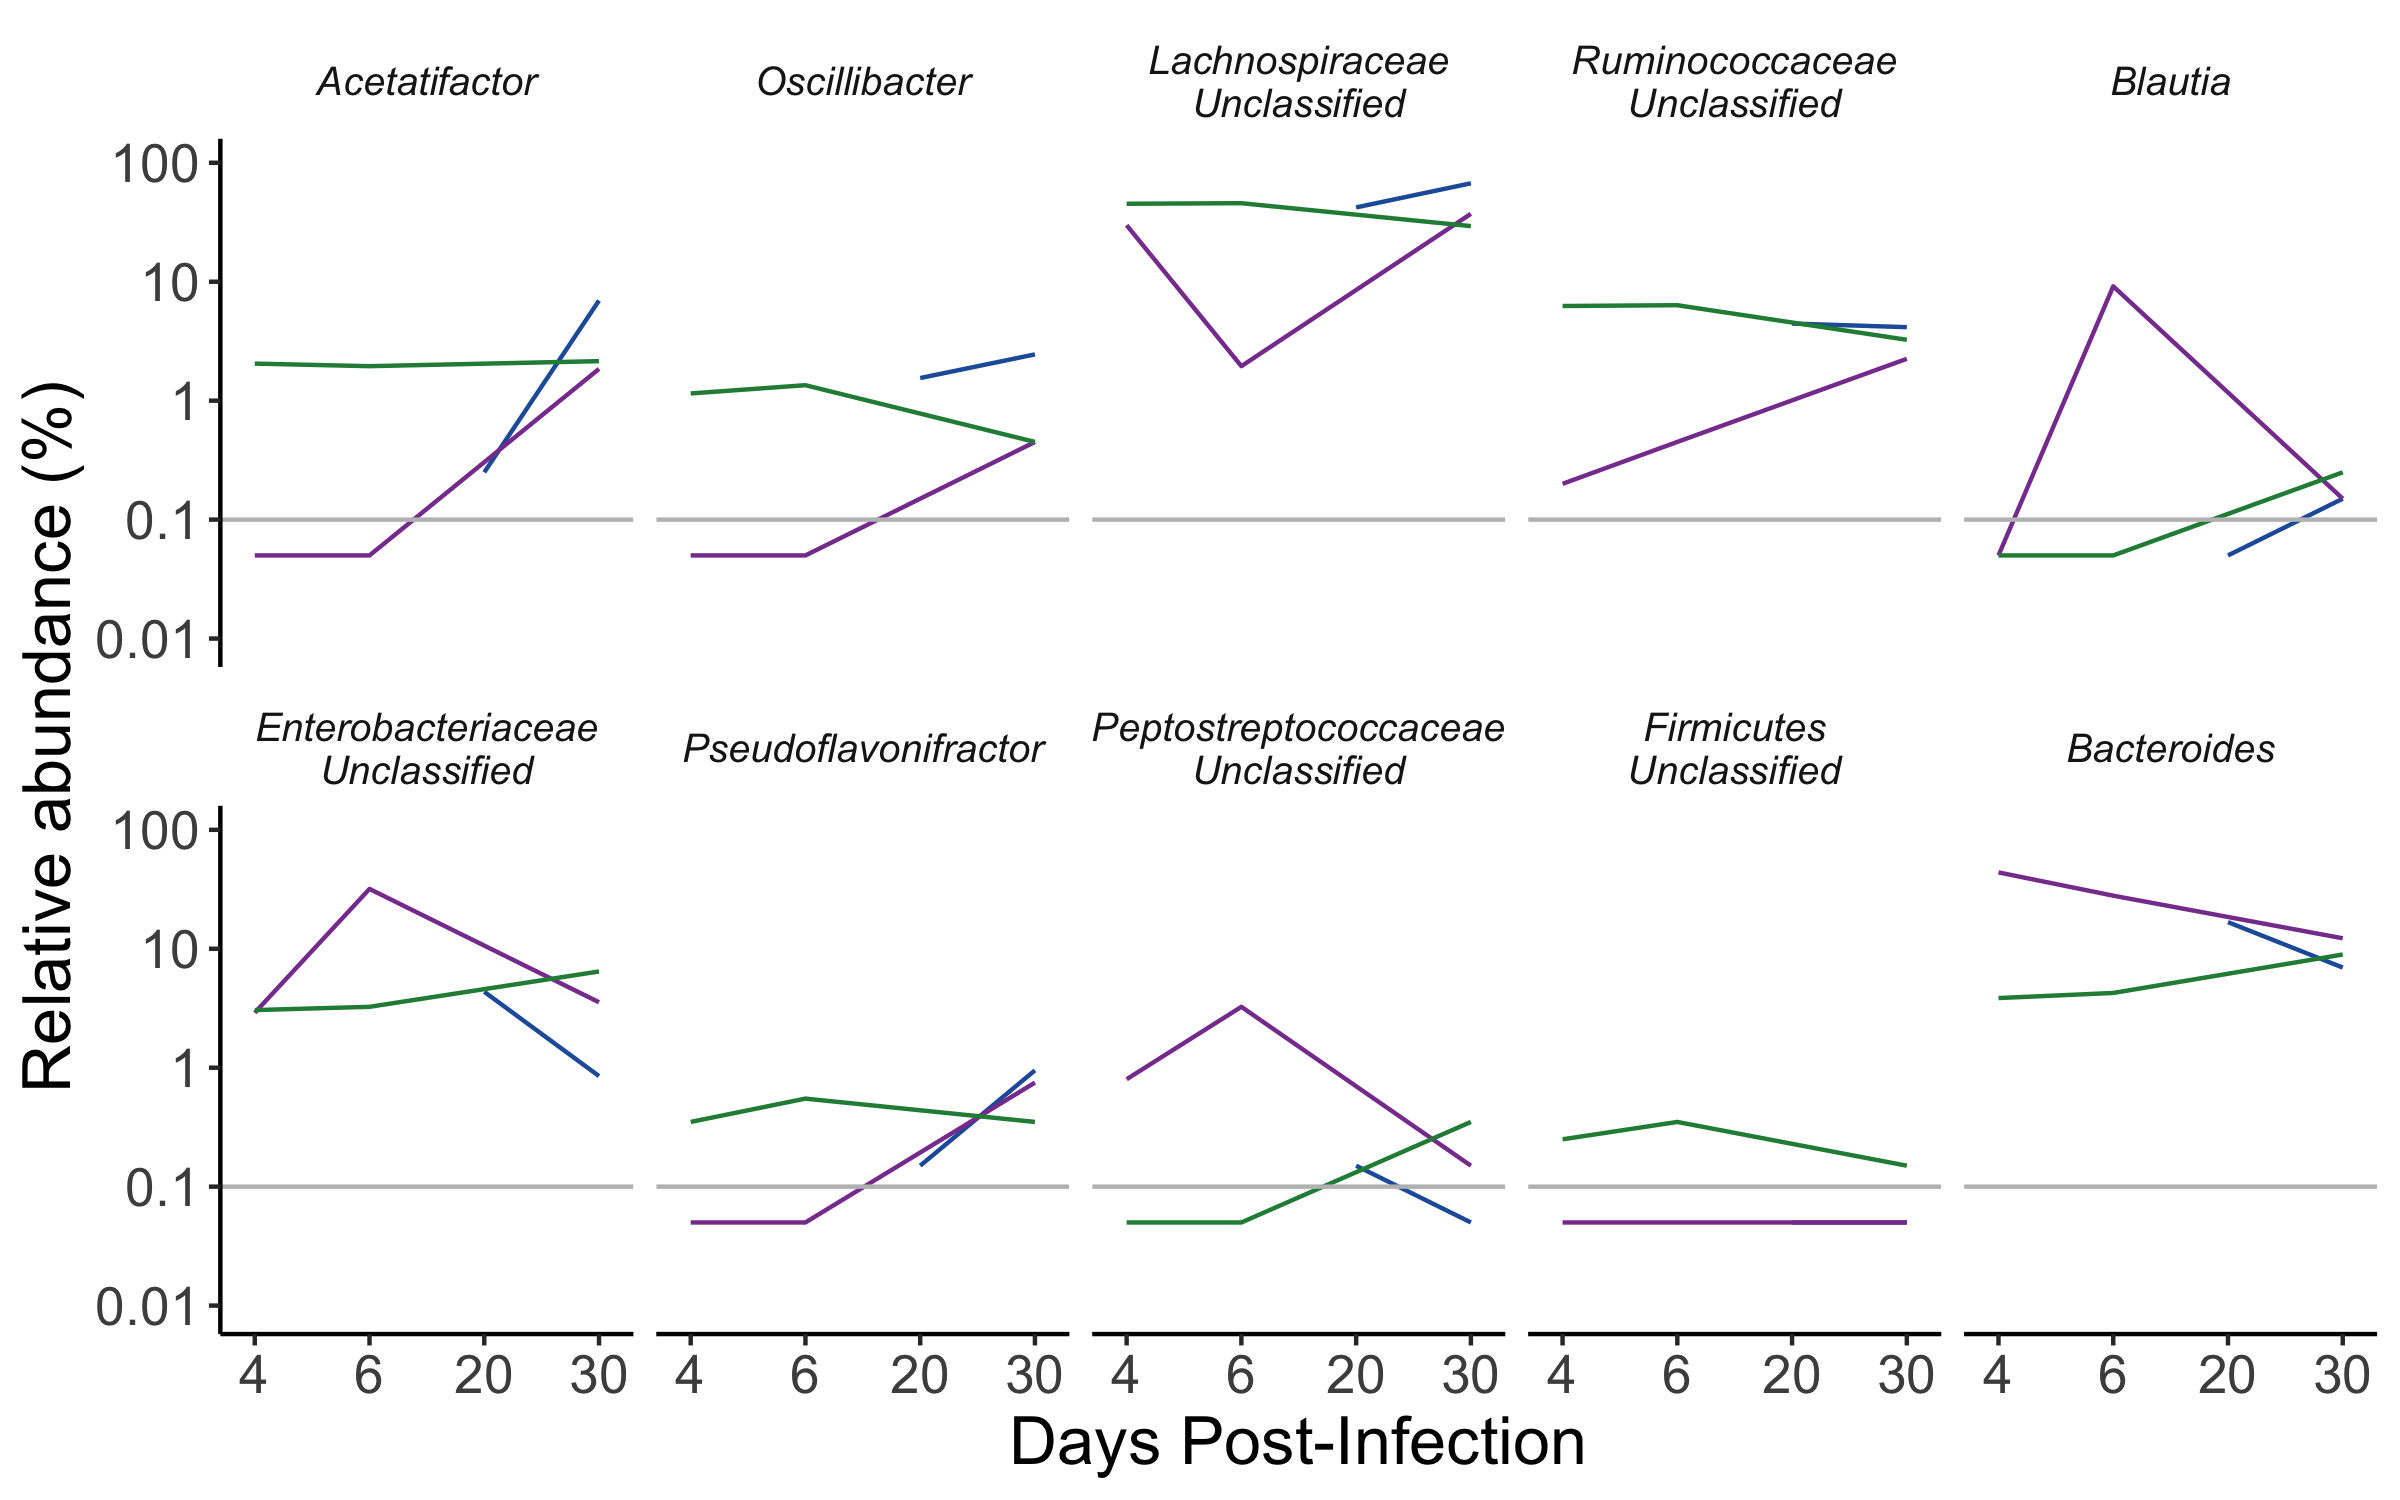 Acetatifactor
Oscillibacter
Lachnospiraceae
Unclassified
Ruminococcaceae
Unclassified
Blautia
100
10
1
0.1
0.01
Relative abundance (%)
Enterobacteriaceae
Unclassified
Pseudoflavonifractor
Peptostreptococcaceae
Unclassified
Firmicutes
Unclassified
Bacteroides
100
10
1
0.1
0.01
4 6 20 30 4 6 20 30 4 6 20 30 4 6 20 30 4 6 20 30
Days Post-Infection